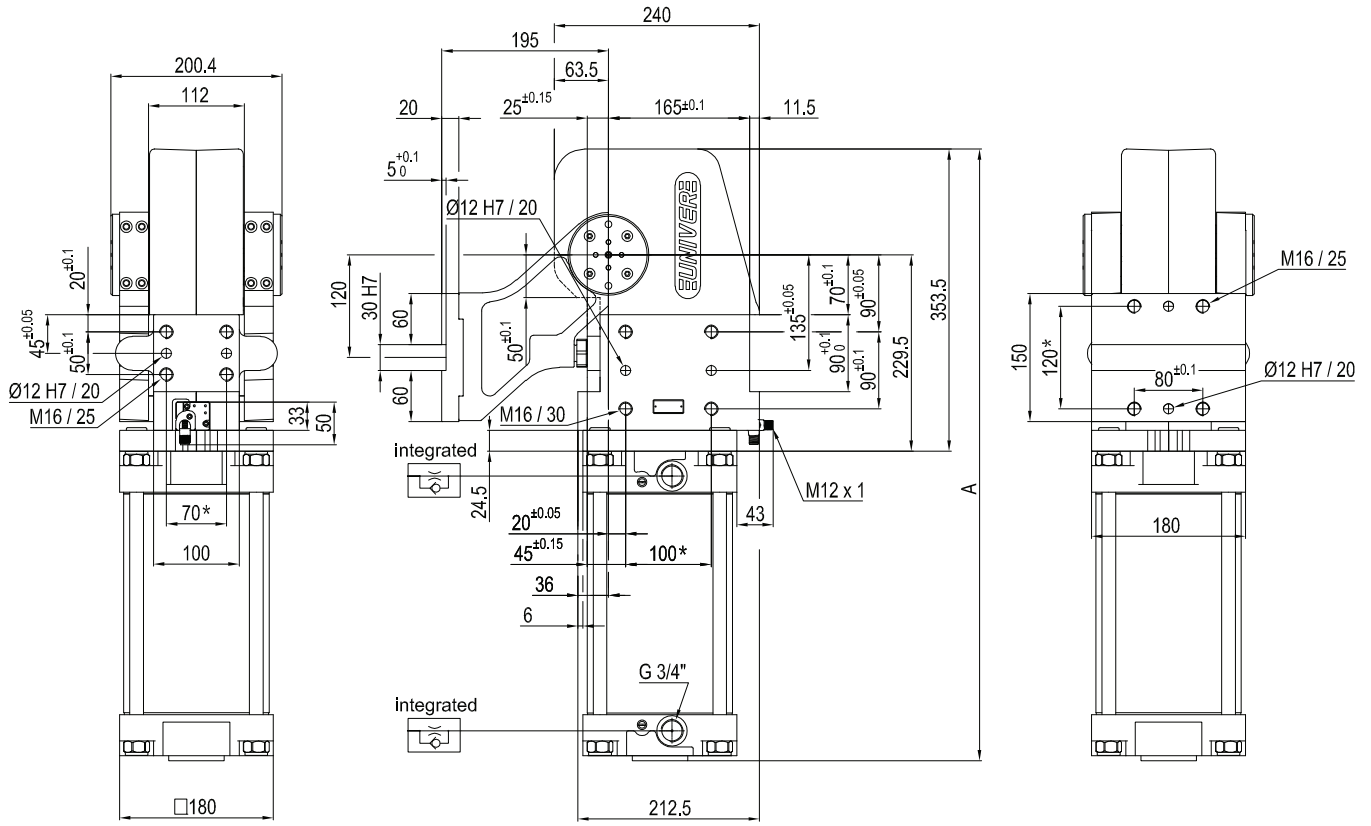 240
195
200.4
63.5
112
20
25±0.15
165±0.1
11.5
5 +0.1 0
Ø12 H7 / 20
UNIVER
20±0.1
120
30 H7
60
50±0.1
135±0.05
70±0.1
90±0.05
353.5
M16 / 25
45±0.05
50±0.1
90 +0.1 0
229.5
150
120*
80±0.1
Ø12 H7 / 20
Ø12 H7 / 20
M16 / 25
33
50
60
M16 / 30
90±0.1
integrated
M12 x 1
A
24.5
43
70*
20±0.05
180
100
45±0.15
100*
36
6
G 3/4"
integrated
□180
212.5